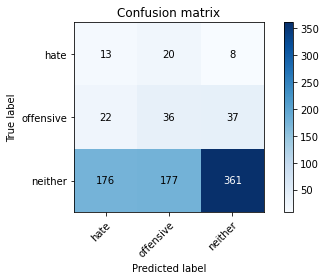 Confusion matrix
hate 13 20 8
offensive 22 36 37
neither 176 177 361
hate offensive neither
True label
Predicted label
350
300
250
200
150
100
50